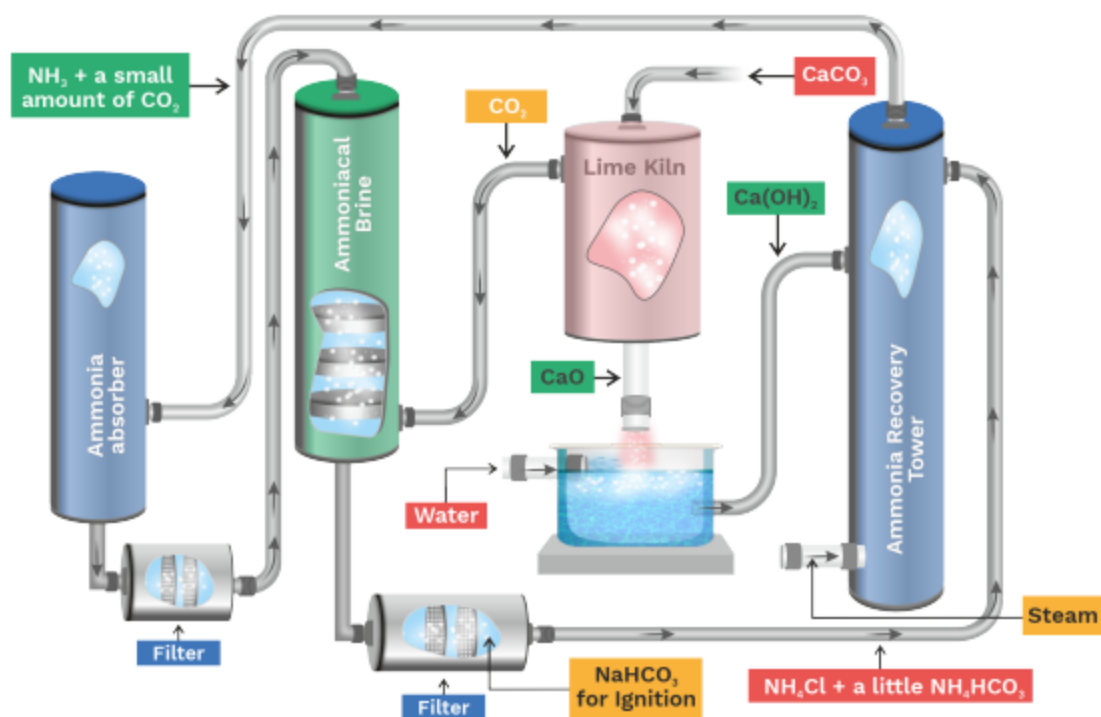 NH₃ + a small
amount of CO₂
CO₂
CaCO₃
Lime Kiln
Ammoniacal
Brine
Ca(OH)₂
Ammonia
absorber
CaO
Ammonia Recovery
Tower
Water
Steam
Filter
NaHCO₃
for Ignition
Filter
NH₄Cl + a little NH₄HCO₃